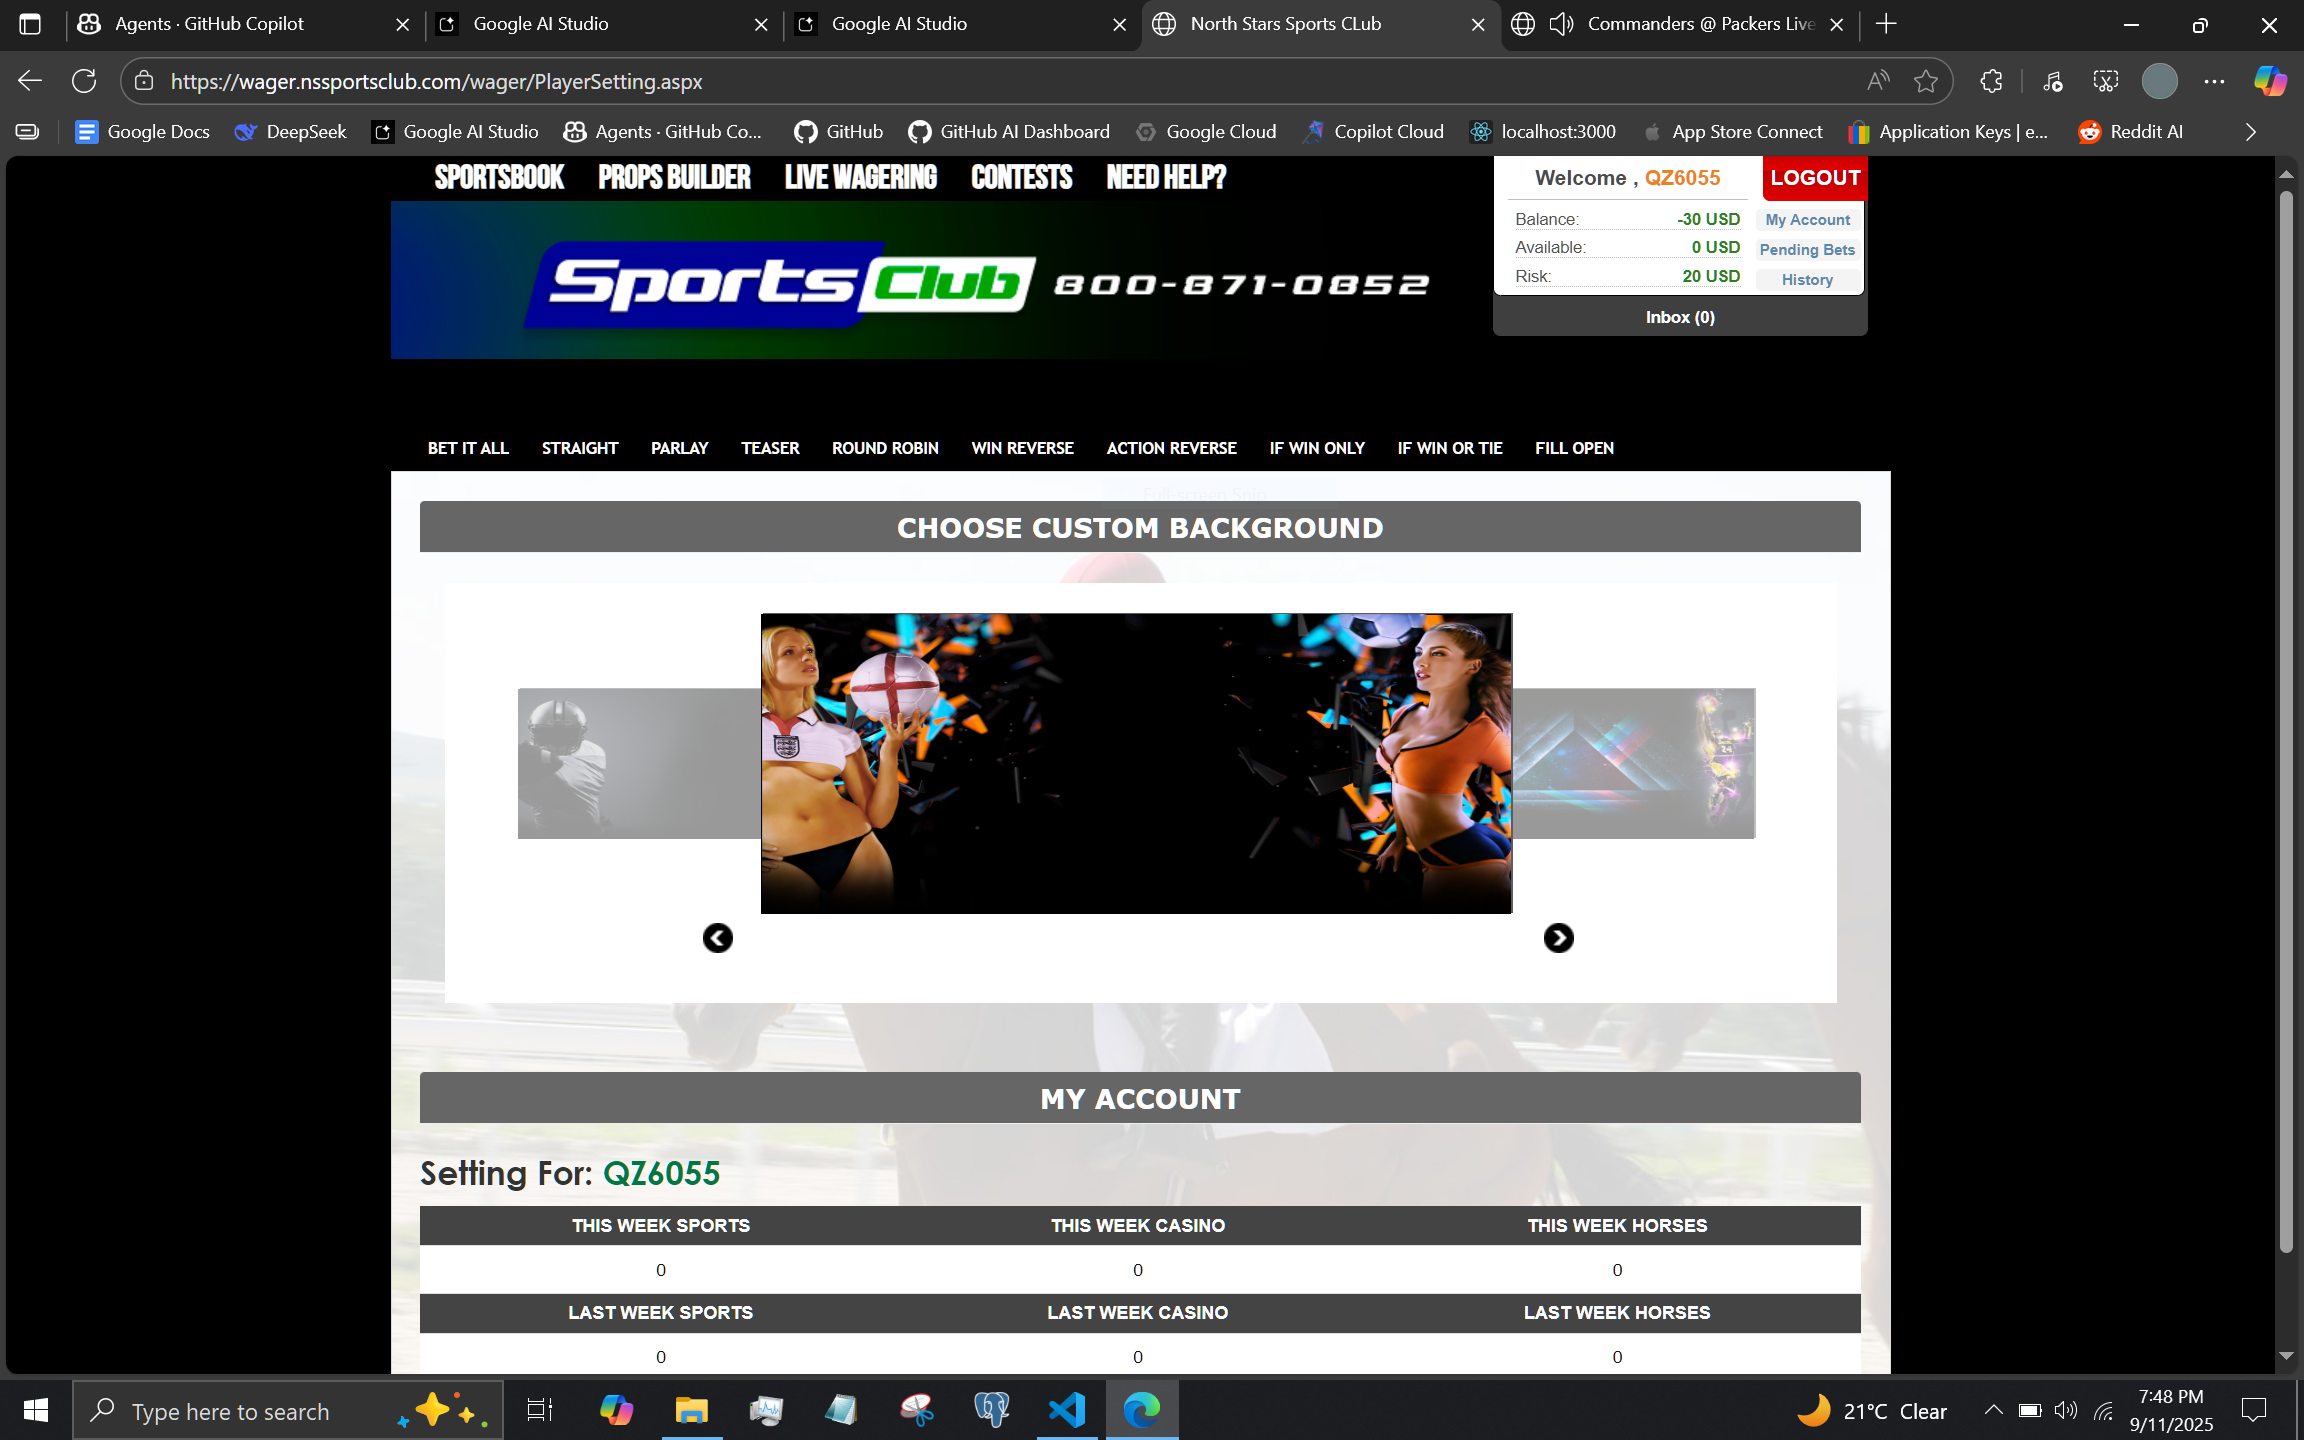 Agents · GitHub Copilot
Google AI Studio
Google AI Studio
North Stars Sports CLub
Commanders @ Packers Live
https://wager.nssportsclub.com/wager/PlayerSetting.aspx
Google Docs
DeepSeek
Google AI Studio
Agents · GitHub Co...
GitHub
GitHub AI Dashboard
Google Cloud
Copilot Cloud
localhost:3000
App Store Connect
Application Keys | e...
Reddit AI
SPORTSBOOK
PROPS BUILDER
LIVE WAGERING
CONTESTS
NEED HELP?
Welcome , QZ6055
LOGOUT
Balance: -30 USD
My Account
Available: 0 USD
Pending Bets
Risk: 20 USD
History
Inbox (0)
Sports Club 800-871-0852
BET IT ALL
STRAIGHT
PARLAY
TEASER
ROUND ROBIN
WIN REVERSE
ACTION REVERSE
IF WIN ONLY
IF WIN OR TIE
FILL OPEN
Full-screen Snip
CHOOSE CUSTOM BACKGROUND
24
MY ACCOUNT
Setting For: QZ6055
THIS WEEK SPORTS
THIS WEEK CASINO
THIS WEEK HORSES
0
0
0
LAST WEEK SPORTS
LAST WEEK CASINO
LAST WEEK HORSES
0
0
0
Type here to search
21°C Clear
7:48 PM
9/11/2025